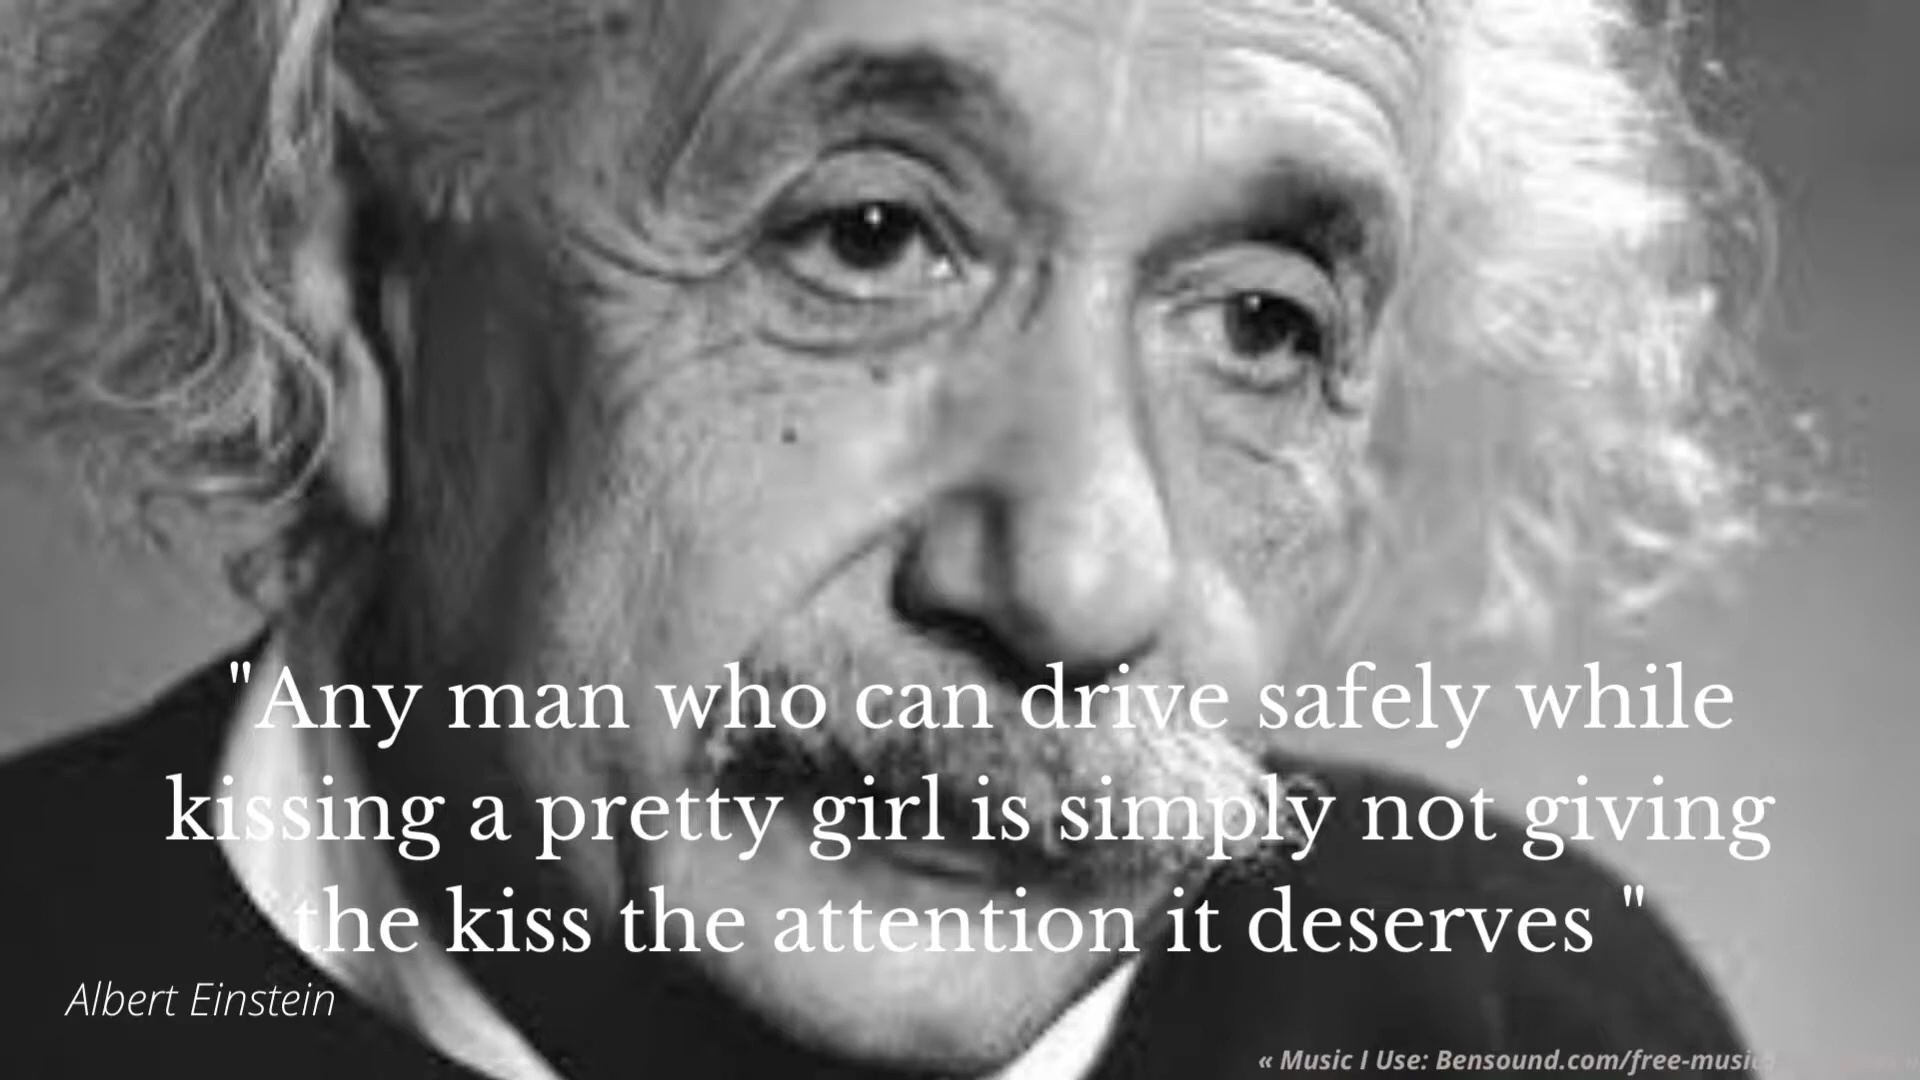 "Any man who can drive safely while
kissing a pretty girl is simply not giving
the kiss the attention it deserves "
Albert Einstein
« Music I Use: Bensound.com/free-music